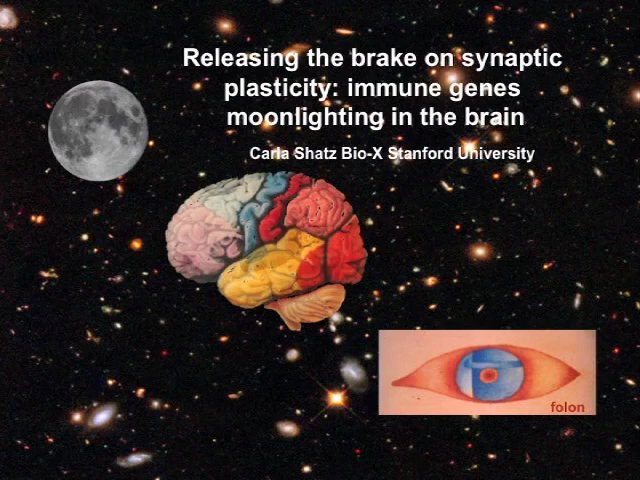 Releasing the brake on synaptic
plasticity: immune genes
moonlighting in the brain
Carla Shatz Bio-X Stanford University
folon